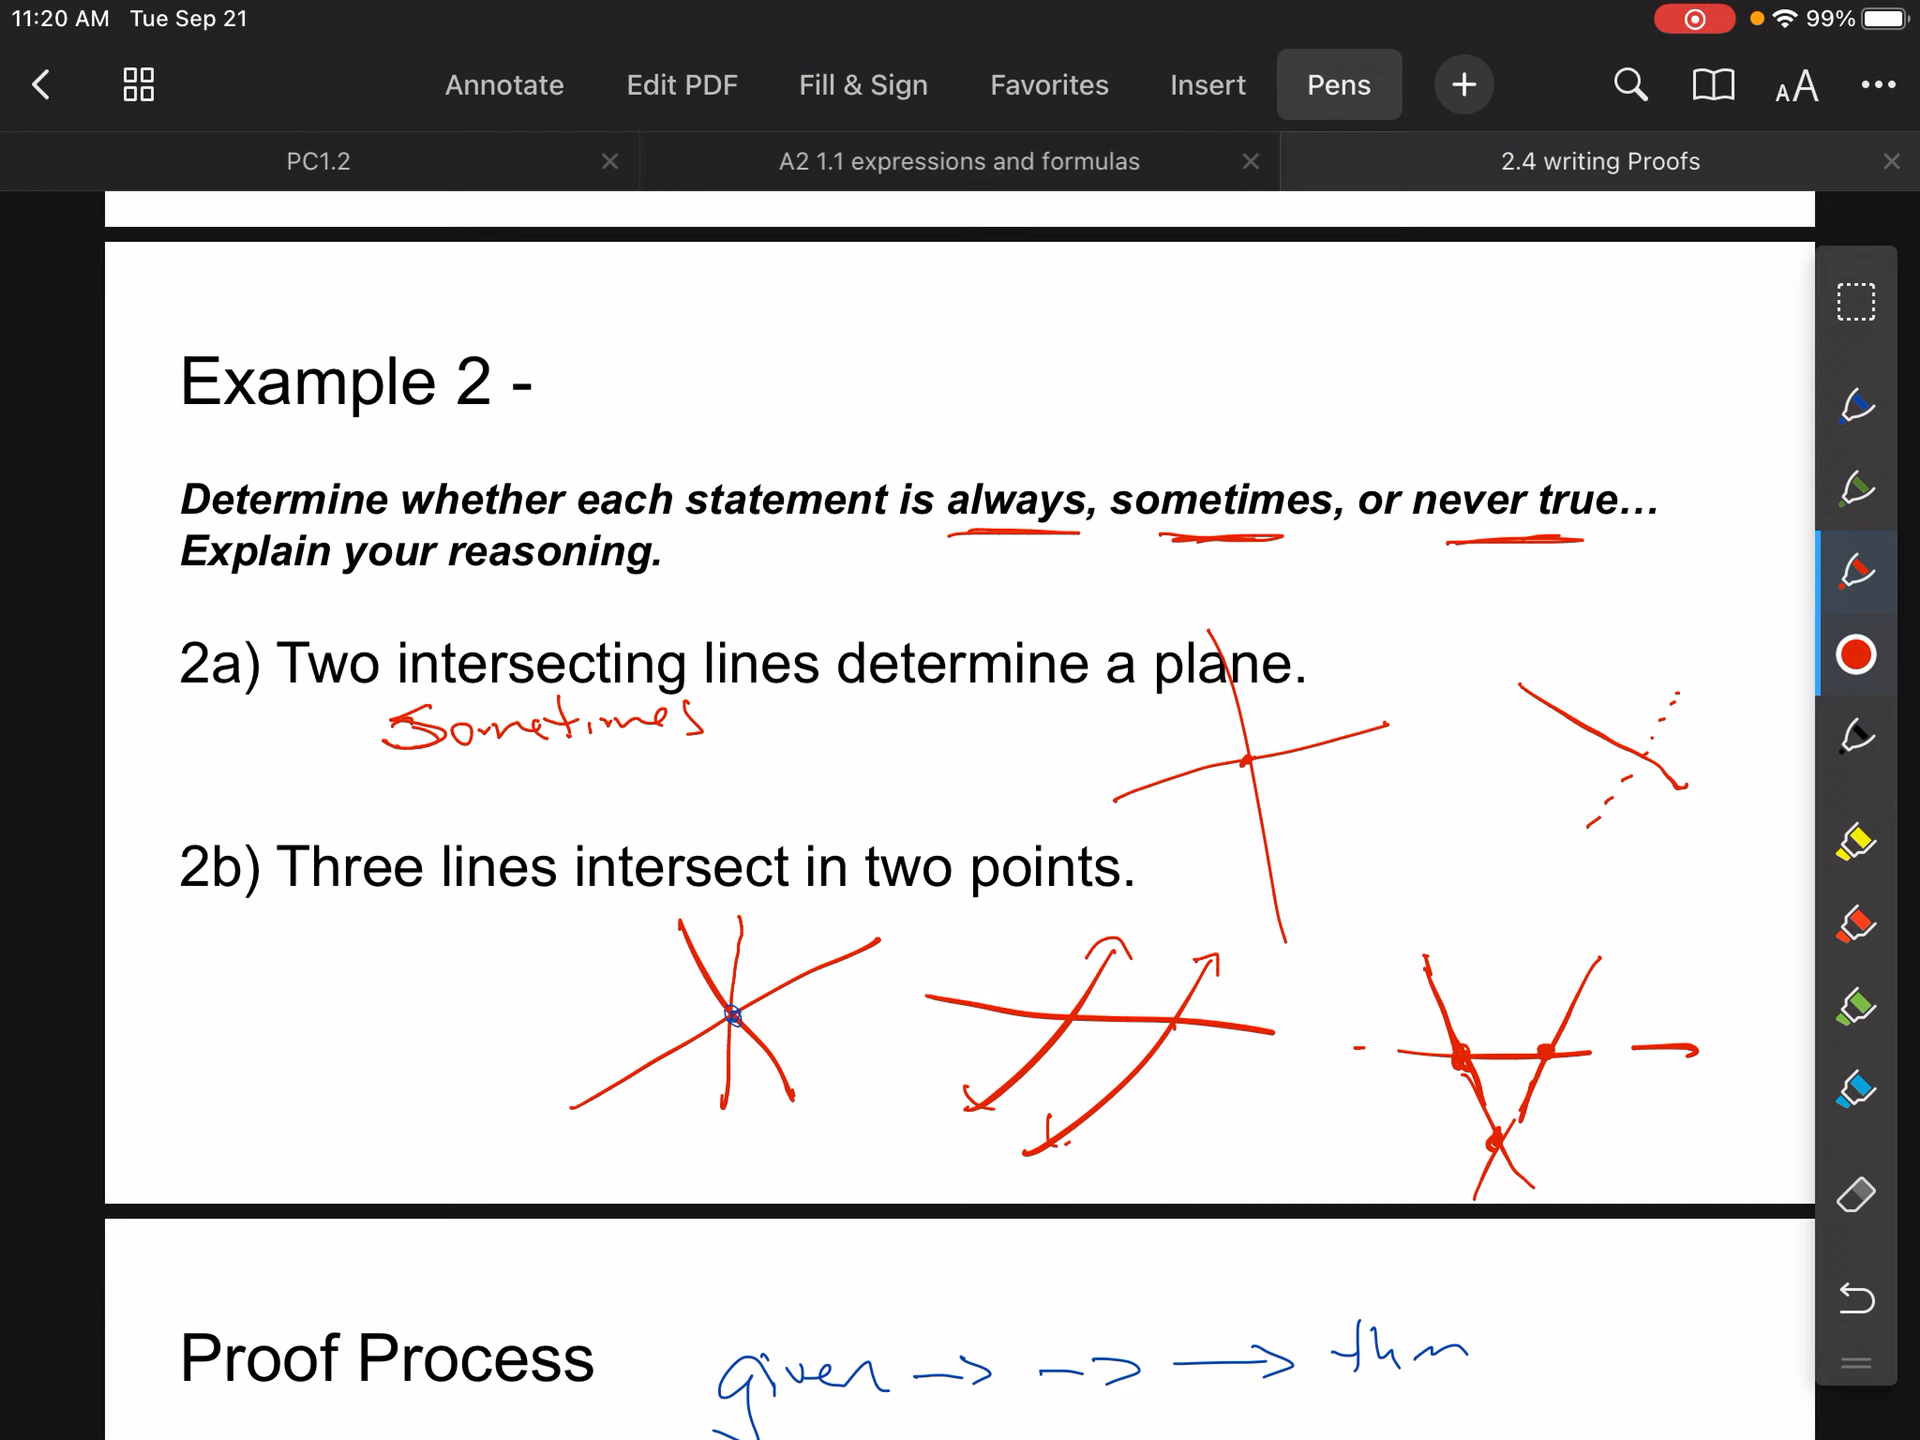 11:20 AM Tue Sep 21 99%
Annotate Edit PDF Fill & Sign Favorites Insert Pens AA
PC1.2 A2 1.1 expressions and formulas 2.4 writing Proofs
Example 2 -
Determine whether each statement is always, sometimes, or never true...
Explain your reasoning.
2a) Two intersecting lines determine a plane.
Sometimes
2b) Three lines intersect in two points.
Proof Process given → → → thm